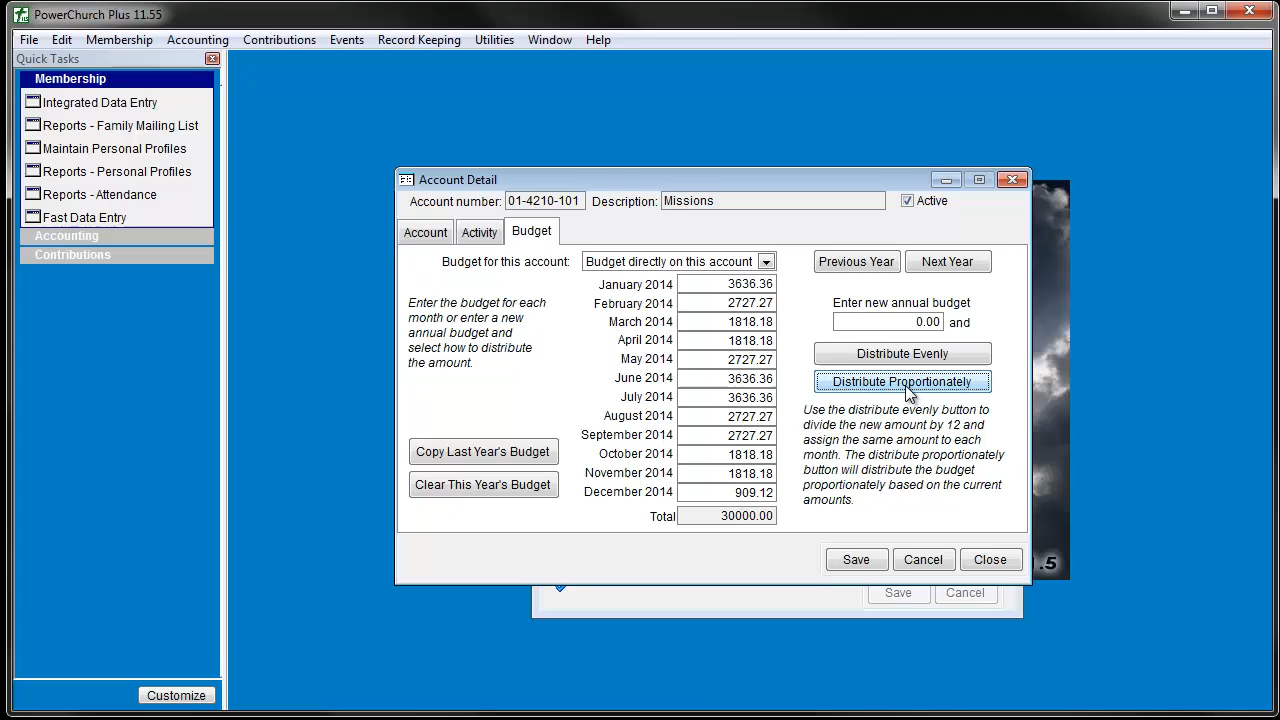 PowerChurch Plus 11.55
File Edit Membership Accounting Contributions Events Record Keeping Utilities Window Help
Quick Tasks
Membership
Integrated Data Entry
Reports - Family Mailing List
Maintain Personal Profiles
Reports - Personal Profiles
Reports - Attendance
Fast Data Entry
Accounting
Contributions
Customize
Account Detail
Account number: 01-4210-101 Description: Missions Active
Account Activity Budget
Budget for this account: Budget directly on this account Previous Year Next Year
Enter the budget for each
month or enter a new
annual budget and
select how to distribute
the amount.
January 2014 3636.36
February 2014 2727.27
March 2014 1818.18
April 2014 1818.18
May 2014 2727.27
June 2014 3636.36
July 2014 3636.36
August 2014 2727.27
September 2014 2727.27
October 2014 1818.18
November 2014 1818.18
December 2014 909.12
Total 30000.00
Copy Last Year's Budget
Clear This Year's Budget
Enter new annual budget
0.00 and
Distribute Evenly
Distribute Proportionately
Use the distribute evenly button to
divide the new amount by 12 and
assign the same amount to each
month. The distribute proportionately
button will distribute the budget
proportionately based on the current
amounts.
Save Cancel Close
1.5
Save Cancel